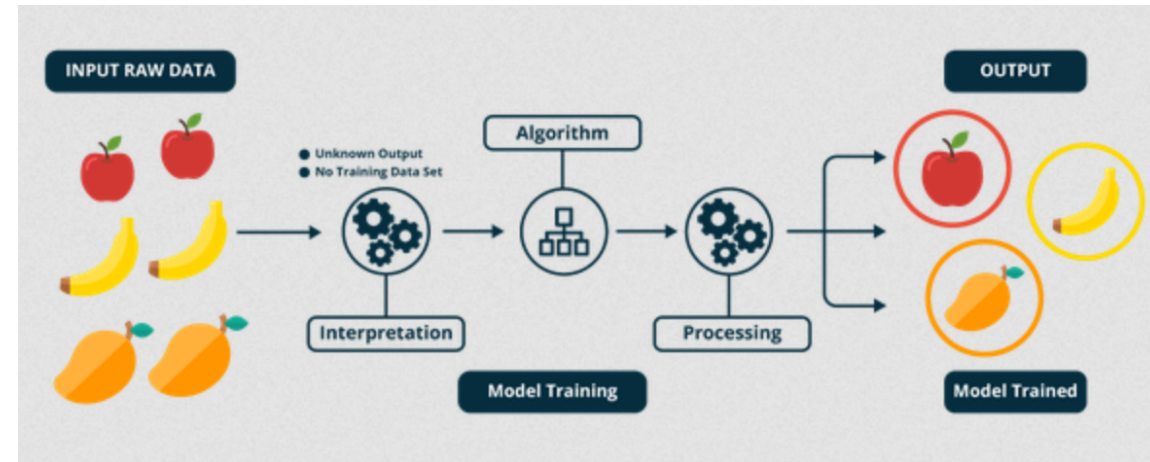 INPUT RAW DATA
OUTPUT
Algorithm
Unknown Output
No Training Data Set
Interpretation
Processing
Model Training
Model Trained